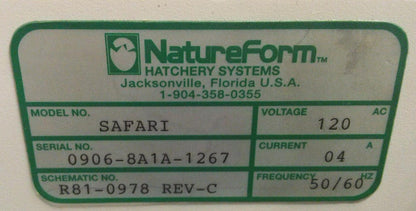 NatureForm™
HATCHERY SYSTEMS
Jacksonville, Florida U.S.A.
1-904-358-0355
MODEL NO. SAFARI VOLTAGE 120 AC
SERIAL NO. 0906-8A1A-1267 CURRENT 04 A
SCHEMATIC NO. R81-0978 REV-C FREQUENCY 50/60 HZ